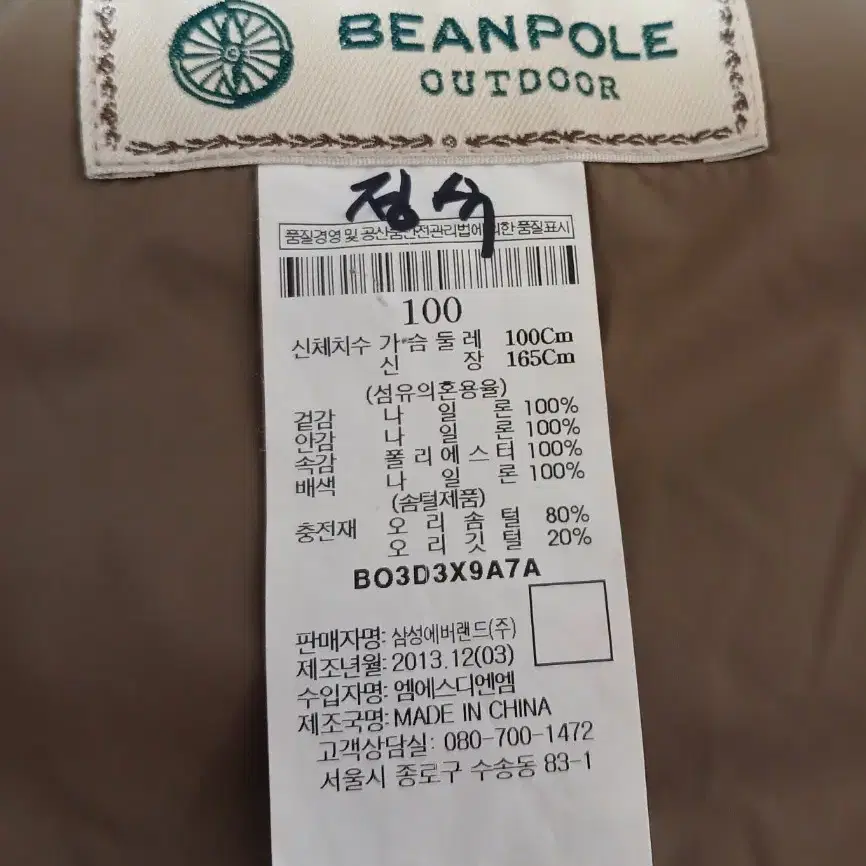 BEANPOLE
OUTDOOR
정수
품질경영 및 공산품안전관리법에 의한 품질표시
100
신체치수 가슴둘레 100Cm
신장 165Cm
(섬유의혼용율)
겉감 나일론 100%
안감 나일론 100%
속감 폴리에스터 100%
배색 나일론 100%
(솜털제품)
충전재 오리솜털 80%
오리깃털 20%
BO3D3X9A7A
판매자명: 삼성에버랜드(주)
제조년월: 2013.12(03)
수입자명: 엠에스디엔엠
제조국명: MADE IN CHINA
고객상담실: 080-700-1472
서울시 종로구 수송동 83-1